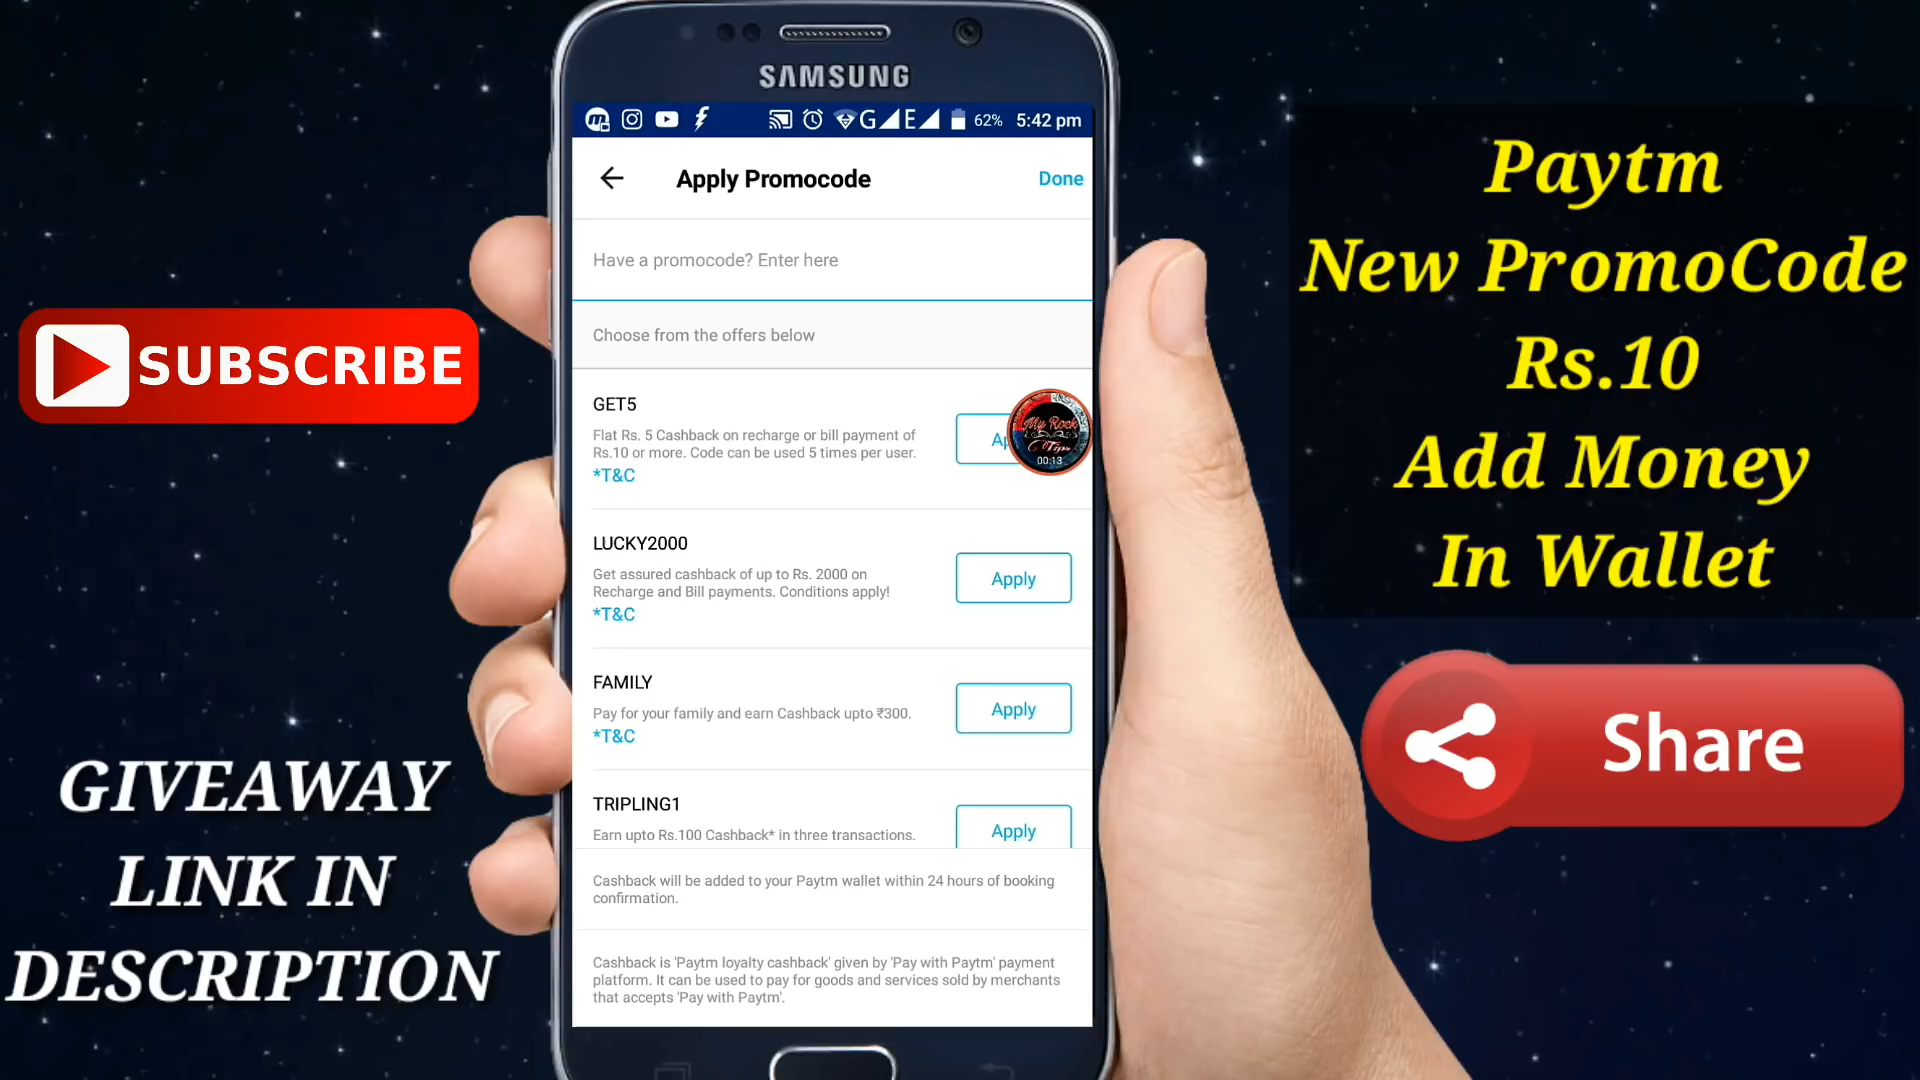 SAMSUNG
62% 5:42 pm
Apply Promocode
Done
Have a promocode? Enter here
Choose from the offers below
GET5
Flat Rs. 5 Cashback on recharge or bill payment of
Rs.10 or more. Code can be used 5 times per user.
*T&C
My Rock
Tips
00:13
LUCKY2000
Get assured cashback of up to Rs. 2000 on
Recharge and Bill payments. Conditions apply!
*T&C
Apply
FAMILY
Pay for your family and earn Cashback upto ₹300.
*T&C
Apply
TRIPLING1
Earn upto Rs.100 Cashback* in three transactions.
Apply
Cashback will be added to your Paytm wallet within 24 hours of booking
confirmation.
Cashback is 'Paytm loyalty cashback' given by 'Pay with Paytm' payment
platform. It can be used to pay for goods and services sold by merchants
that accepts 'Pay with Paytm'.
SUBSCRIBE
GIVEAWAY
LINK IN
DESCRIPTION
Paytm
New PromoCode
Rs.10
Add Money
In Wallet
Share